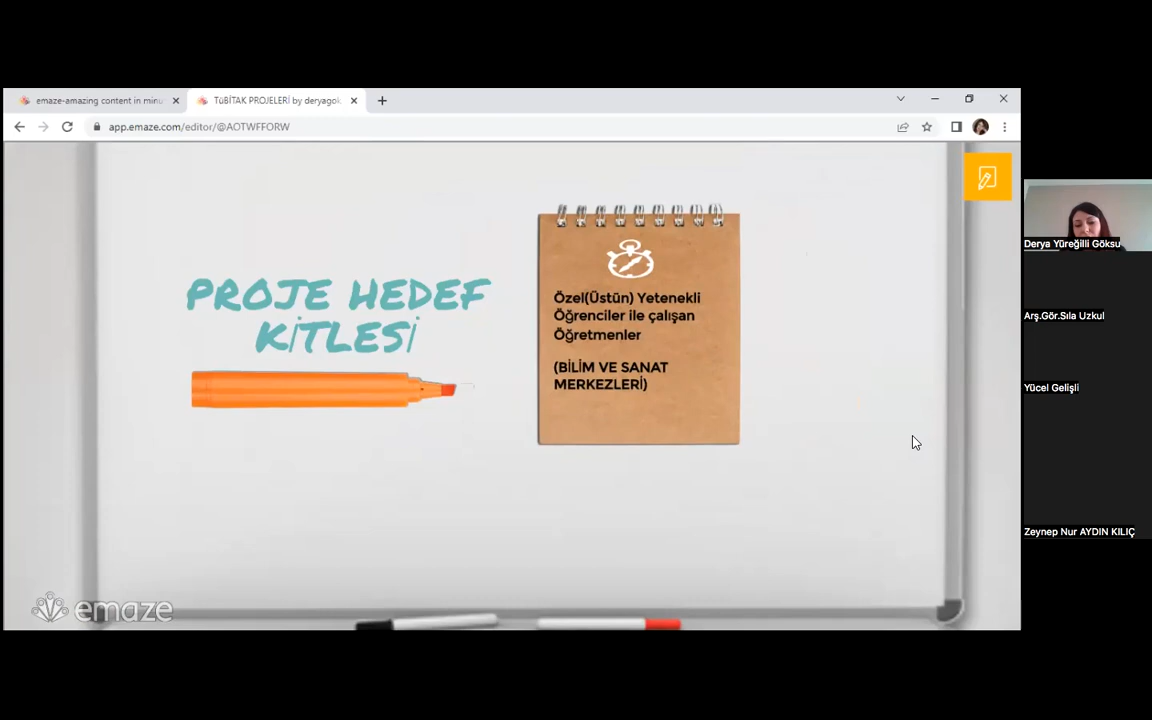 emaze-amazing content in minu
TüBİTAK PROJELERİ by deryagok
app.emaze.com/editor/@AOTWFFORW
PROJE HEDEF
KİTLESİ
Özel(Üstün) Yetenekli
Öğrenciler ile çalışan
Öğretmenler
(BİLİM VE SANAT
MERKEZLERİ)
emaze
Derya Yüreğilli Göksu
Arş.Gör.Sıla Uzkul
Yücel Gelişli
Zeynep Nur AYDIN KILIÇ